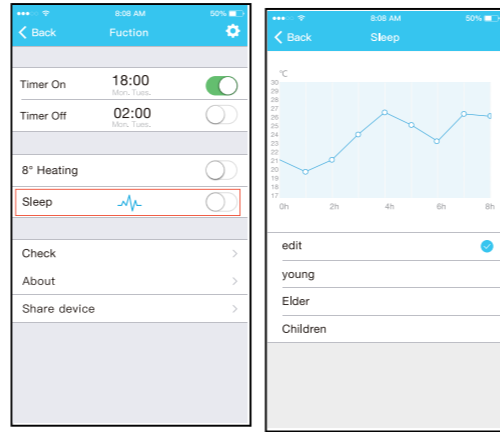 8:08 AM 50%
Back Fuction
Timer On 18:00
Mon. Tues.
Timer Off 02:00
Mon. Tues.
8° Heating
Sleep
Check
About
Share device
8:08 AM 50%
Back Sleep
℃
30
29
28
27
26
25
24
23
22
21
20
19
18
17
0h 2h 4h 6h 8h
edit
young
Elder
Children